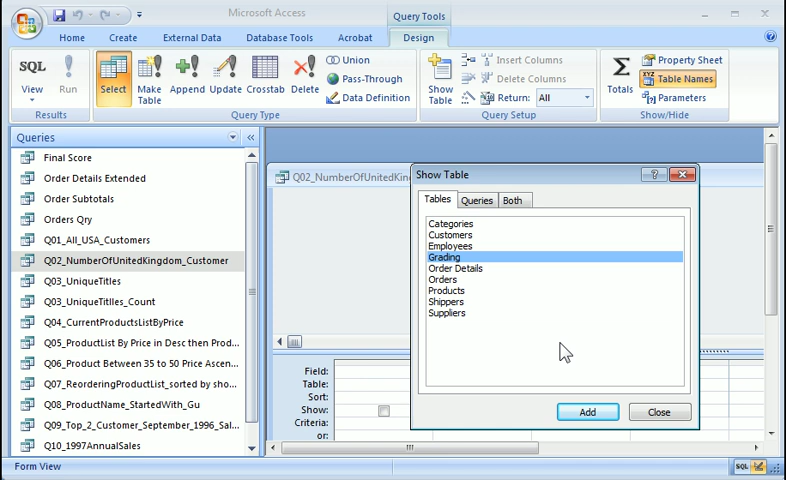 Microsoft Access
Query Tools
Home Create External Data Database Tools Acrobat Design
SQL
View
Run
Results
Select
Make Table
Append
Update
Crosstab
Delete
Union
Pass-Through
Data Definition
Query Type
Show Table
Insert Columns
Delete Columns
Return: All
Query Setup
Σ
Totals
Property Sheet
XYZ Table Names
Parameters
Show/Hide
Queries
Final Score
Order Details Extended
Order Subtotals
Orders Qry
Q01_All_USA_Customers
Q02_NumberOfUnitedKingdom_Customer
Q03_UniqueTitles
Q03_UniqueTitlles_Count
Q04_CurrentProductsListByPrice
Q05_ProductList By Price in Desc then Prod...
Q06_Product Between 35 to 50 Price Ascen...
Q07_ReorderingProductList_sorted by sho...
Q08_ProductName_StartedWith_Gu
Q09_Top_2_Customer_September_1996_Sal...
Q10_1997AnnualSales
Q02_NumberOfUnitedKing
Show Table
Tables Queries Both
Categories
Customers
Employees
Grading
Order Details
Orders
Products
Shippers
Suppliers
Add Close
Field:
Table:
Sort:
Show:
Criteria:
or:
Form View
SQL